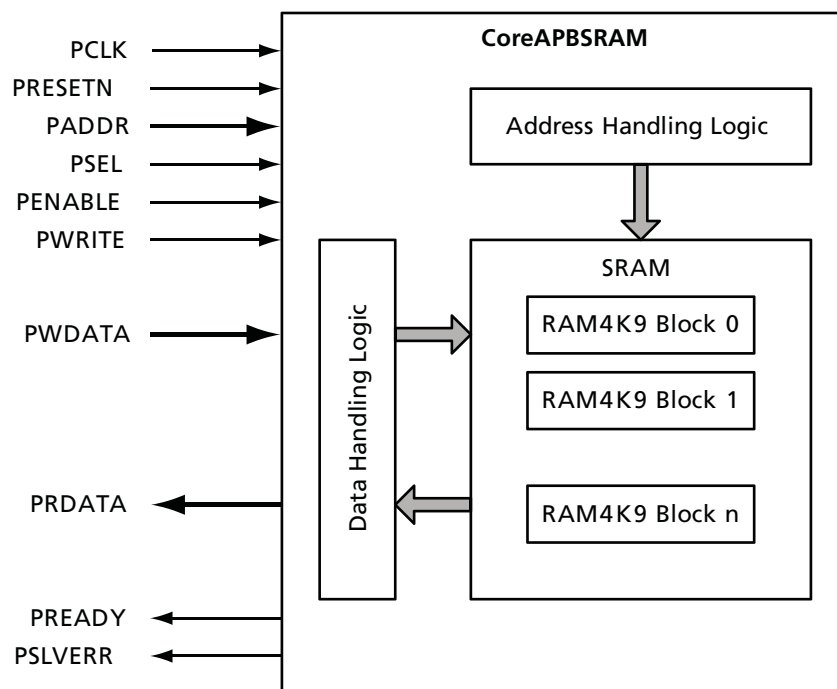 CoreAPBSRAM
PCLK
PRESETN
PADDR
PSEL
PENABLE
PWRITE
PWDATA
PRDATA
PREADY
PSLVERR
Address Handling Logic
Data Handling Logic
SRAM
RAM4K9 Block 0
RAM4K9 Block 1
RAM4K9 Block n